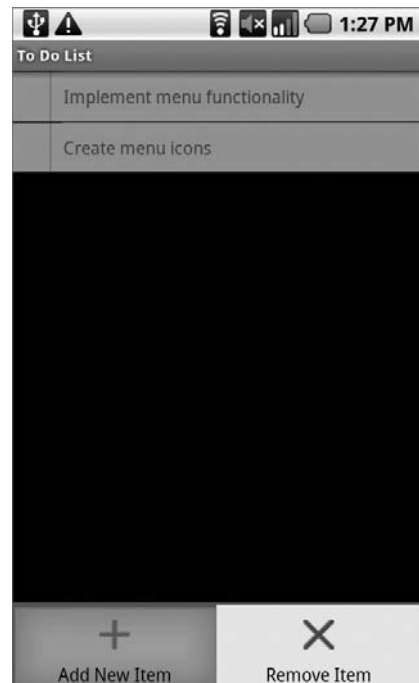 1:27 PM
To Do List
Implement menu functionality
Create menu icons
Add New Item
Remove Item